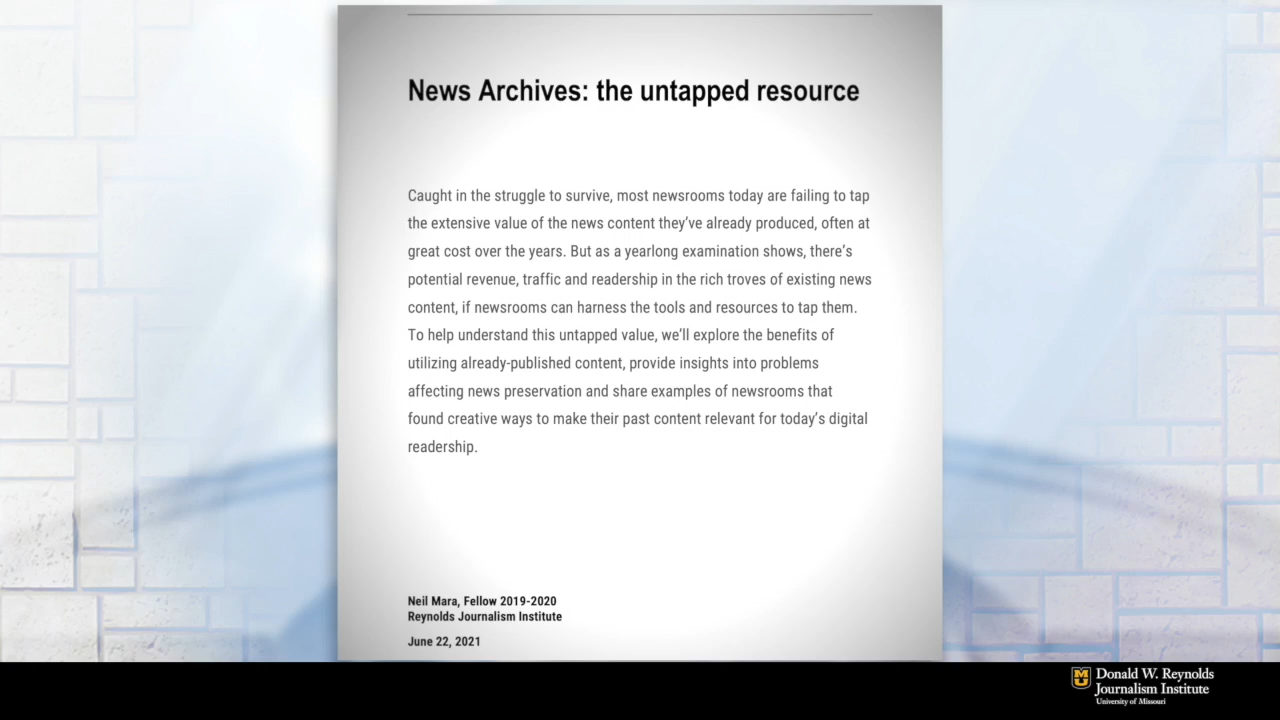 News Archives: the untapped resource
Caught in the struggle to survive, most newsrooms today are failing to tap
the extensive value of the news content they've already produced, often at
great cost over the years. But as a yearlong examination shows, there's
potential revenue, traffic and readership in the rich troves of existing news
content, if newsrooms can harness the tools and resources to tap them.
To help understand this untapped value, we'll explore the benefits of
utilizing already-published content, provide insights into problems
affecting news preservation and share examples of newsrooms that
found creative ways to make their past content relevant for today's digital
readership.
Neil Mara, Fellow 2019-2020
Reynolds Journalism Institute
June 22, 2021
MU
Donald W. Reynolds
Journalism Institute
University of Missouri